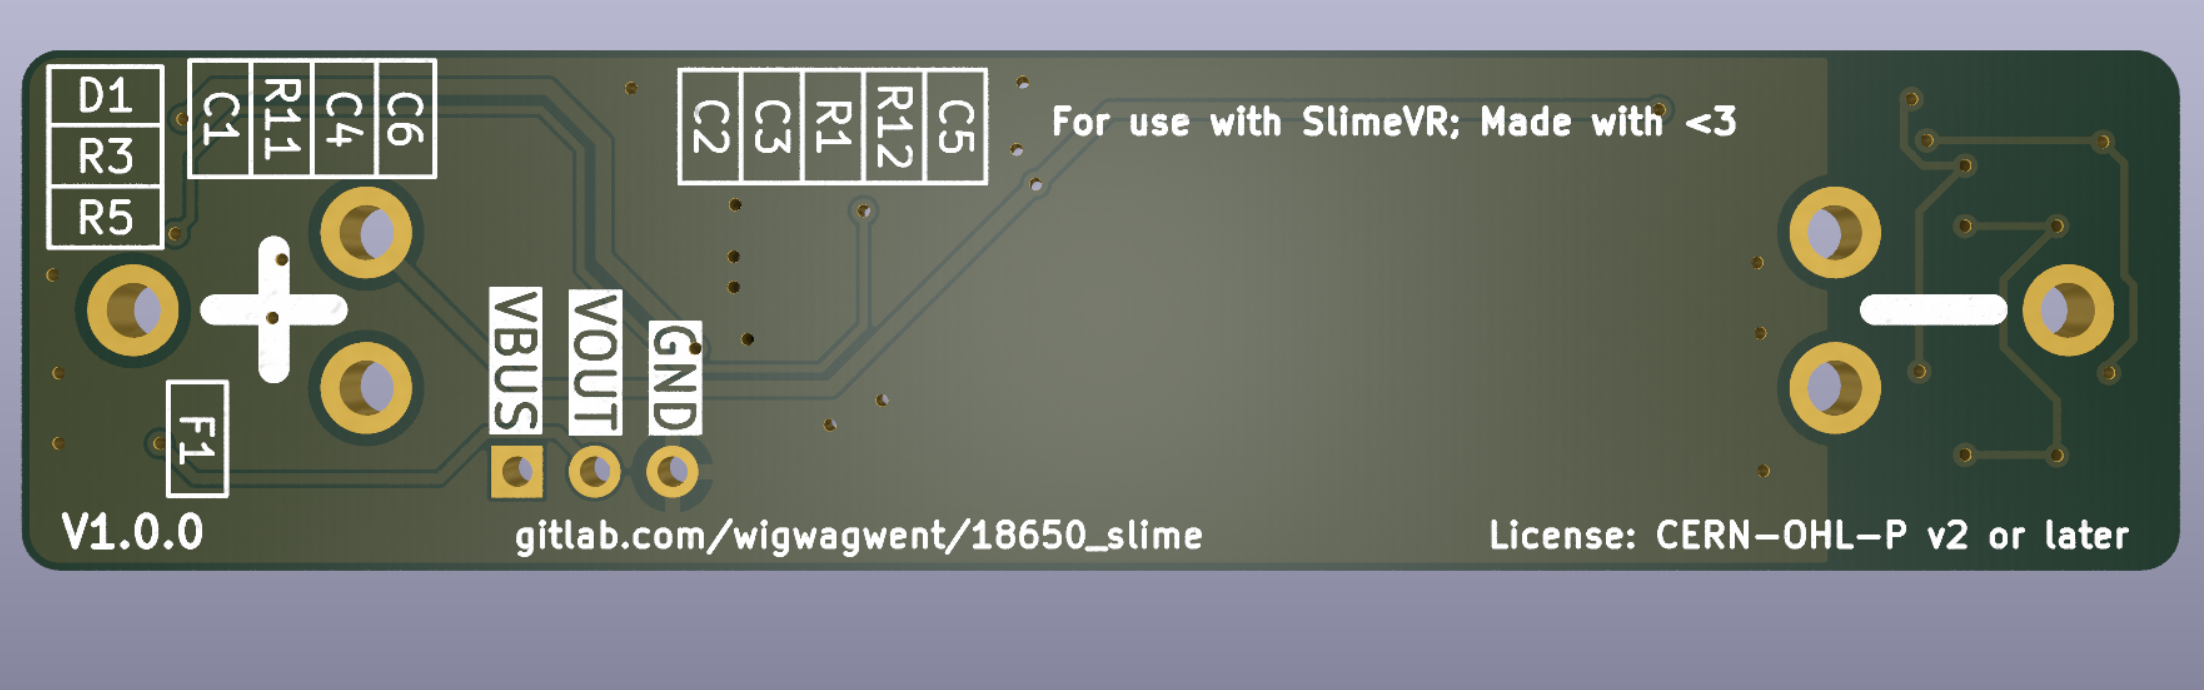 D1
R3
R5
C1
R11
C4
C6
C2
C3
R1
R12
C5
For use with SlimeVR; Made with <3
VBUS
VOUT
GND
F1
V1.0.0
gitlab.com/wigwagwent/18650_slime
License: CERN-OHL-P v2 or later